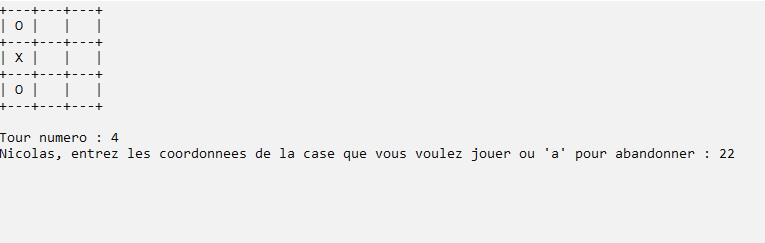 +---+---+---+
| O |   |   |
+---+---+---+
| X |   |   |
+---+---+---+
| O |   |   |
+---+---+---+
Tour numero : 4
Nicolas, entrez les coordonnees de la case que vous voulez jouer ou 'a' pour abandonner : 22